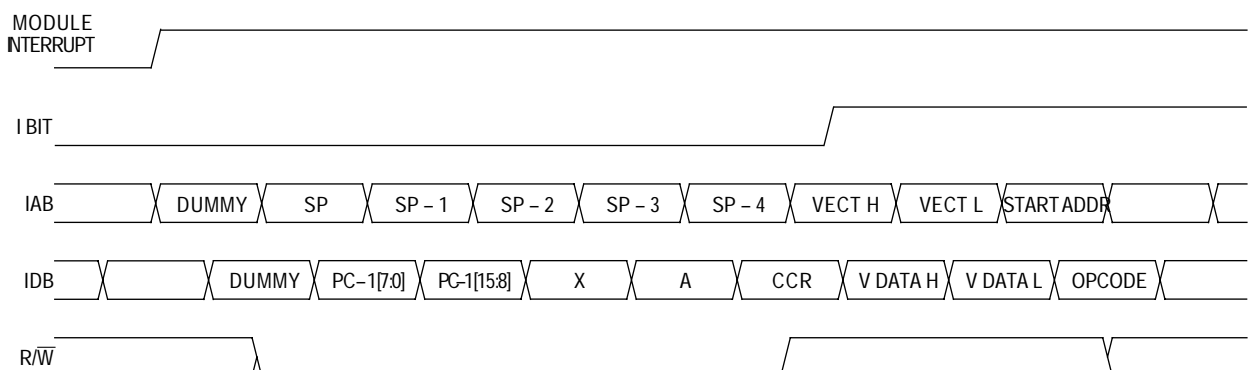 MODULE
INTERRUPT
I BIT
IAB DUMMY SP SP – 1 SP – 2 SP – 3 SP – 4 VECT H VECT L START ADDR
IDB DUMMY PC–1[7:0] PC–1[15:8] X A CCR V DATA H V DATA L OPCODE
R/W̅